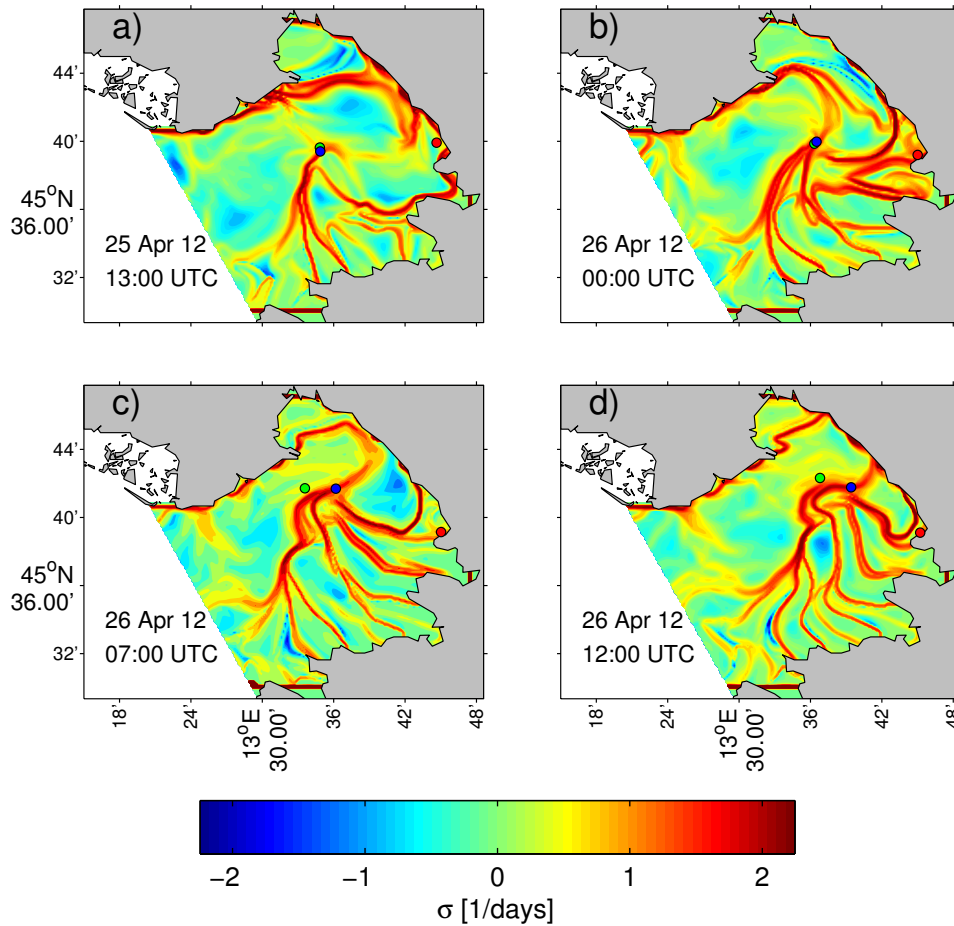 a)
b)
44'
40'
45°N
36.00'
32'
25 Apr 12
13:00 UTC
26 Apr 12
00:00 UTC
c)
d)
44'
40'
45°N
36.00'
32'
26 Apr 12
07:00 UTC
26 Apr 12
12:00 UTC
18'
24'
13°E
30.00'
36'
42'
48'
18'
24'
13°E
30.00'
36'
42'
48'
−2
−1
0
1
2
σ [1/days]